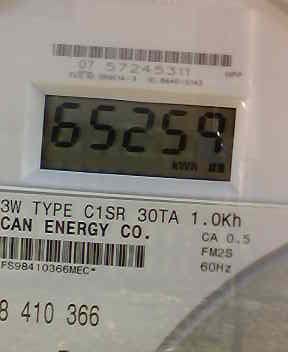 07 57245311
65259
kWh
3W TYPE C1SR 30TA 1.0Kh
CAN ENERGY CO.
CA 0.5
FM2S
60Hz
FS98410366MEC*
8 410 366